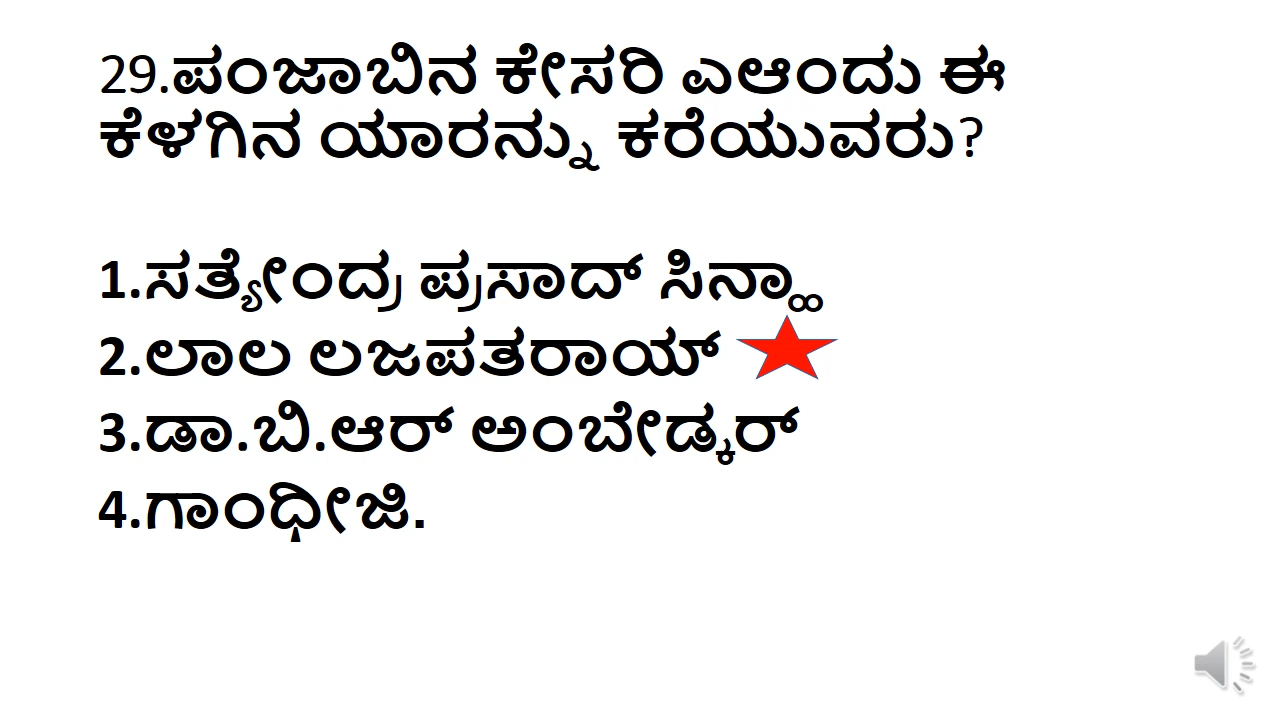 29.ಪಂಜಾಬಿನ ಕೇಸರಿ ಎಆಂದು ಈ
ಕೆಳಗಿನ ಯಾರನ್ನು ಕರೆಯುವರು?
1.ಸತ್ಯೇಂದ್ರ ಪ್ರಸಾದ್ ಸಿನ್ಹಾ
2.ಲಾಲ ಲಜಪತರಾಯ್
3.ಡಾ.ಬಿ.ಆರ್ ಅಂಬೇಡ್ಕರ್
4.ಗಾಂಧೀಜಿ.